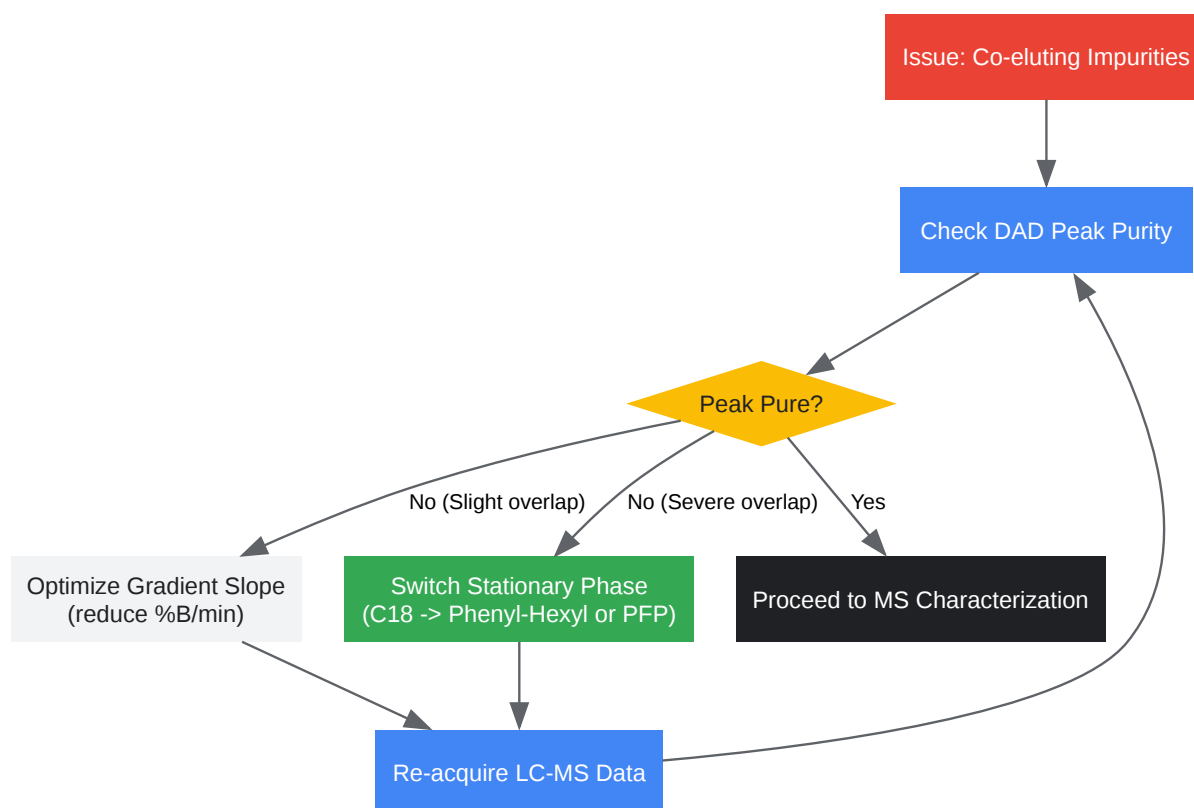 Issue: Co-eluting Impurities
Check DAD Peak Purity
Peak Pure?
No (Slight overlap)
No (Severe overlap)
Yes
Optimize Gradient Slope
(reduce %B/min)
Switch Stationary Phase
(C18 -> Phenyl-Hexyl or PFP)
Proceed to MS Characterization
Re-acquire LC-MS Data